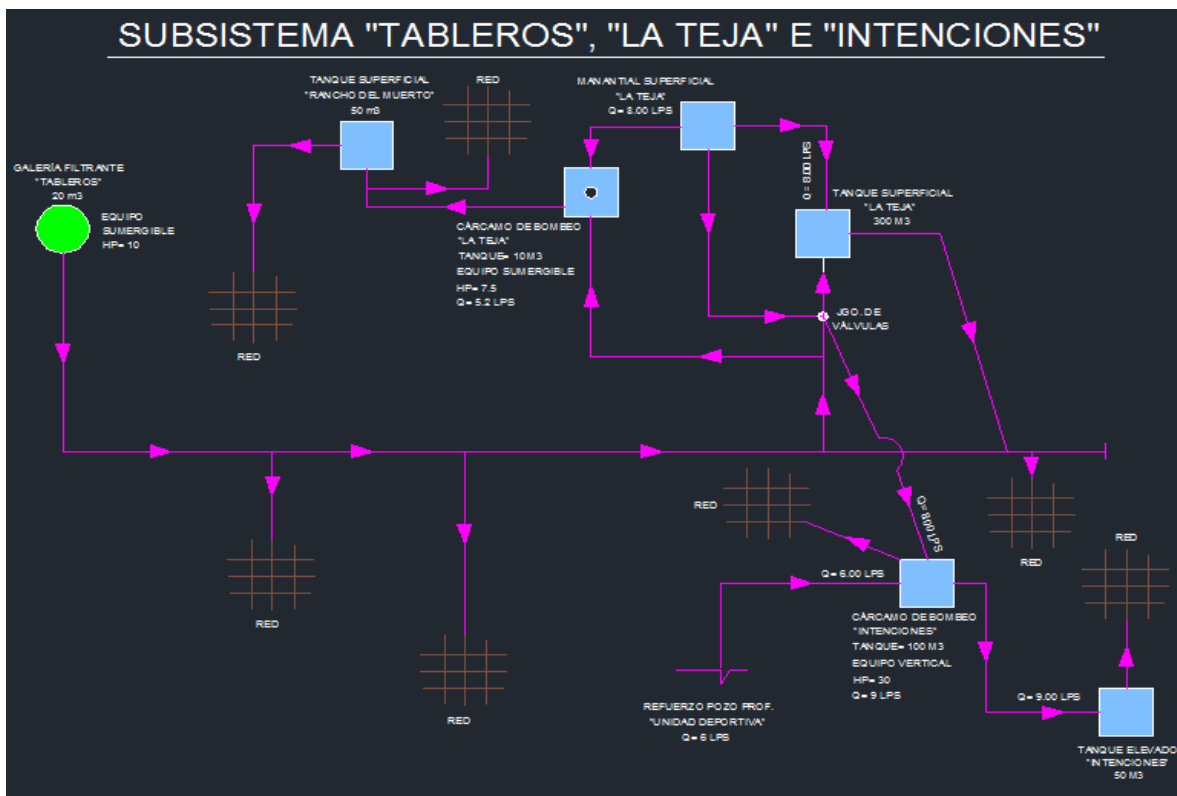 SUBSISTEMA "TABLEROS", "LA TEJA" E "INTENCIONES"
TANQUE SUPERFICIAL
"RANCHO DEL MUERTO"
50 m3
RED
MANANTIAL SUPERFICIAL
"LA TEJA"
Q= 8.00 LPS
GALERÍA FILTRANTE
"TABLEROS"
20 m3
EQUIPO
SUMERGIBLE
HP= 10
Q= 8.00 LPS
TANQUE SUPERFICIAL
"LA TEJA"
300 M3
CÁRCAMO DE BOMBEO
"LA TEJA"
TANQUE= 10 M3
EQUIPO SUMERGIBLE
HP= 7.5
Q= 5.2 LPS
JGO. DE
VÁLVULAS
RED
RED
Q= 8.00 LPS
RED
RED
Q= 6.00 LPS
RED
CÁRCAMO DE BOMBEO
"INTENCIONES"
TANQUE= 100 M3
EQUIPO VERTICAL
HP= 30
Q= 9 LPS
RED
REFUERZO POZO PROF.
"UNIDAD DEPORTIVA"
Q= 6 LPS
Q= 9.00 LPS
TANQUE ELEVADO
"INTENCIONES"
50 M3